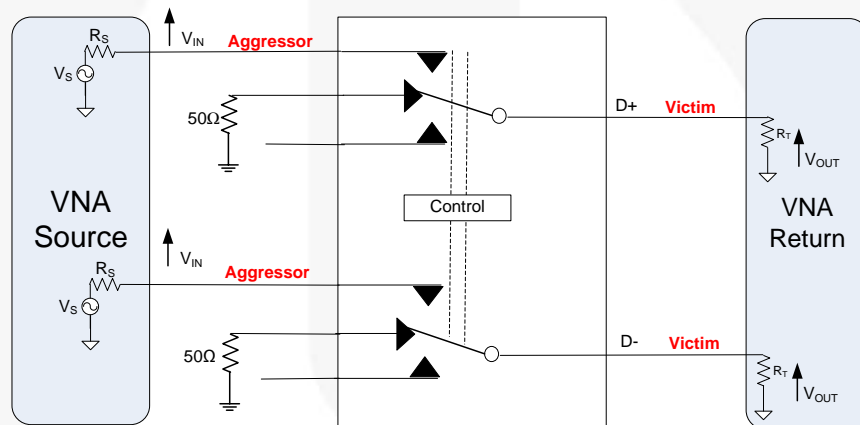 RS
VIN
Aggressor
VS
50Ω
D+
Victim
RT
VOUT
VNA
Source
Control
VNA
Return
VIN
Aggressor
RS
VS
50Ω
D-
Victim
RT
VOUT